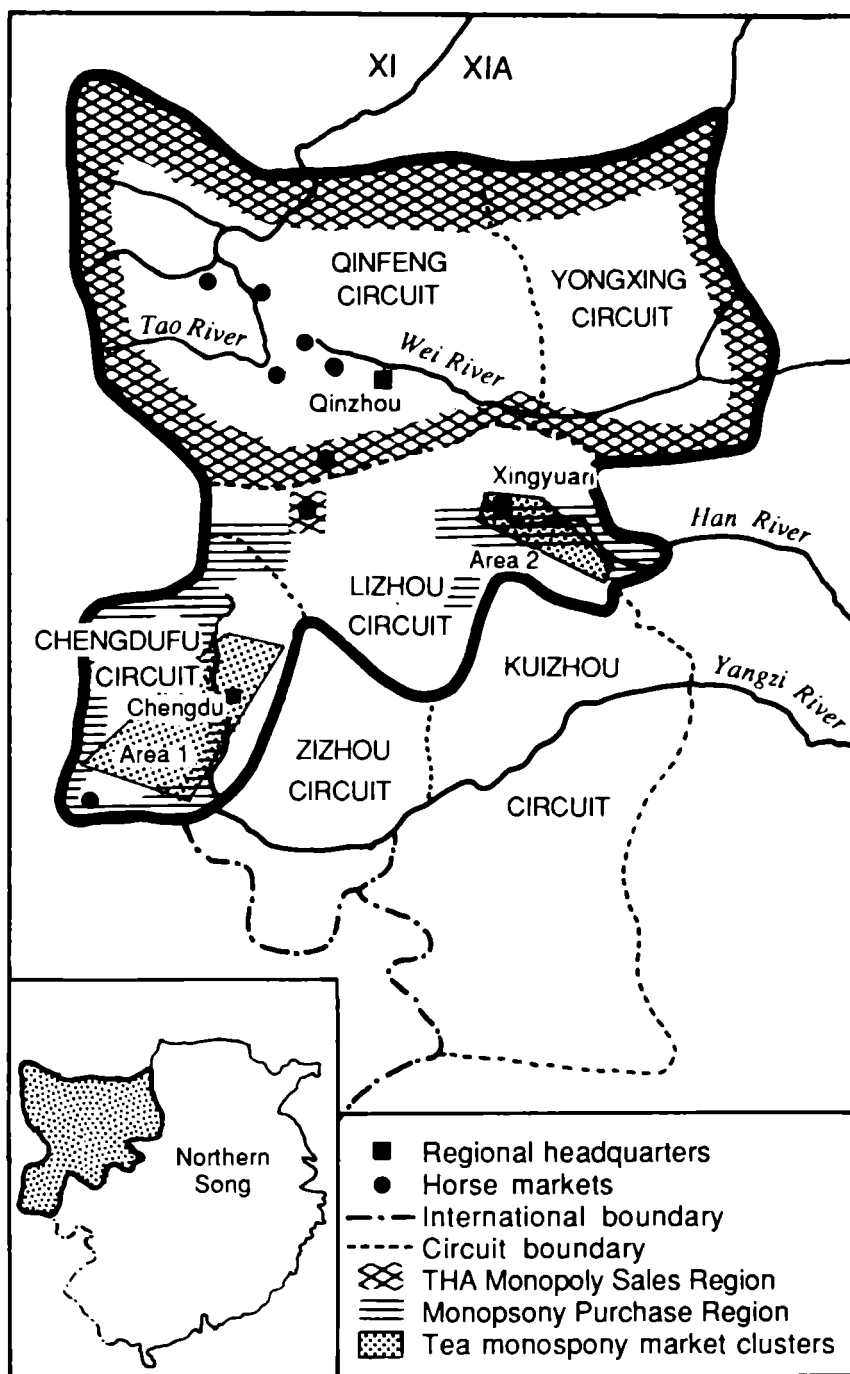 XI XIA
QINFENG
CIRCUIT
YONGXING
CIRCUIT
Tao River
Wei River
Qinzhou
Xingyuan
Han River
Area 2
LIZHOU
CIRCUIT
CHENGDUFU
CIRCUIT
KUIZHOU
Yangzi River
Chengdu
Area 1
ZIZHOU
CIRCUIT
CIRCUIT
Northern
Song
Regional headquarters
Horse markets
International boundary
Circuit boundary
THA Monopoly Sales Region
Monopsony Purchase Region
Tea monospony market clusters